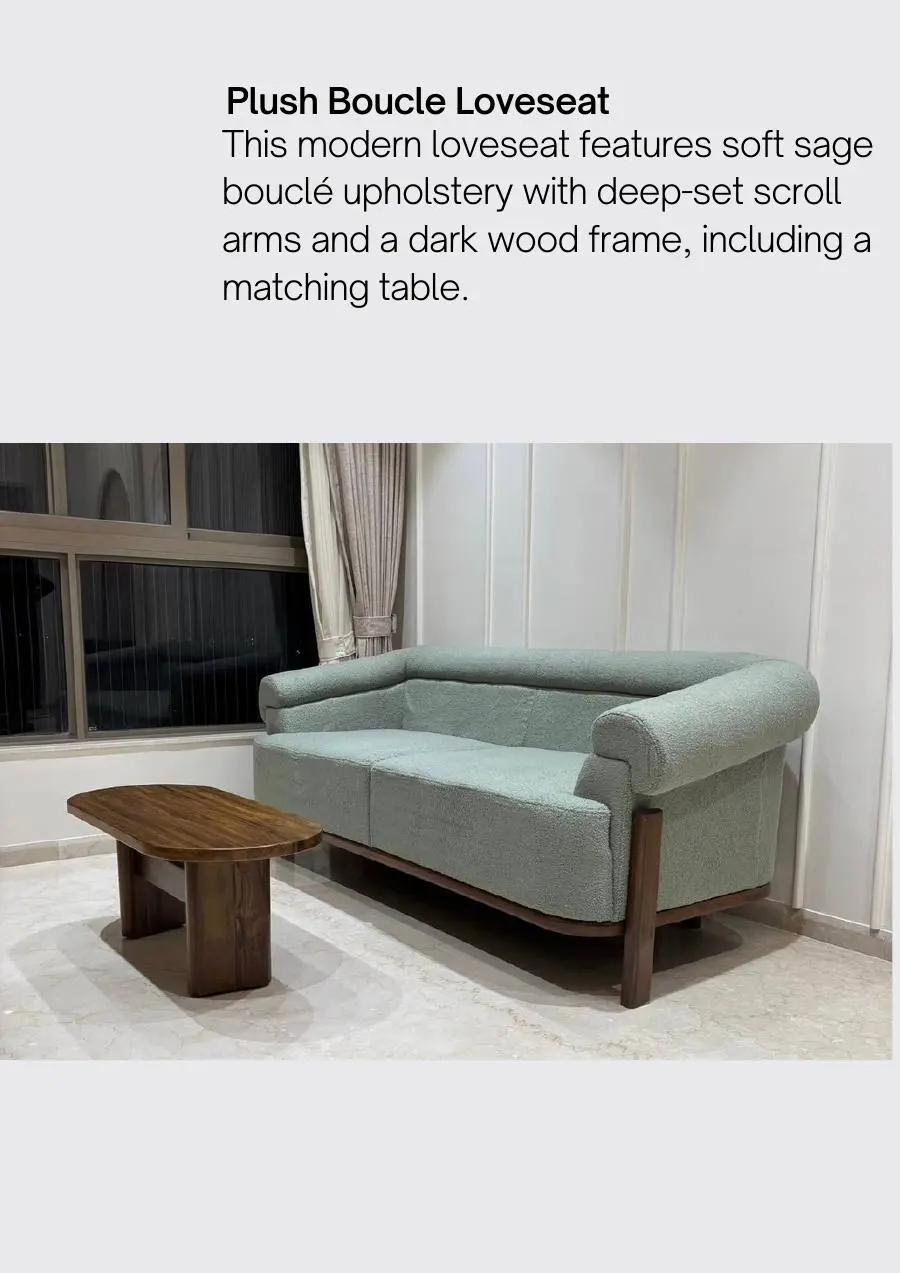 Plush Boucle Loveseat
This modern loveseat features soft sage
bouclé upholstery with deep-set scroll
arms and a dark wood frame, including a
matching table.